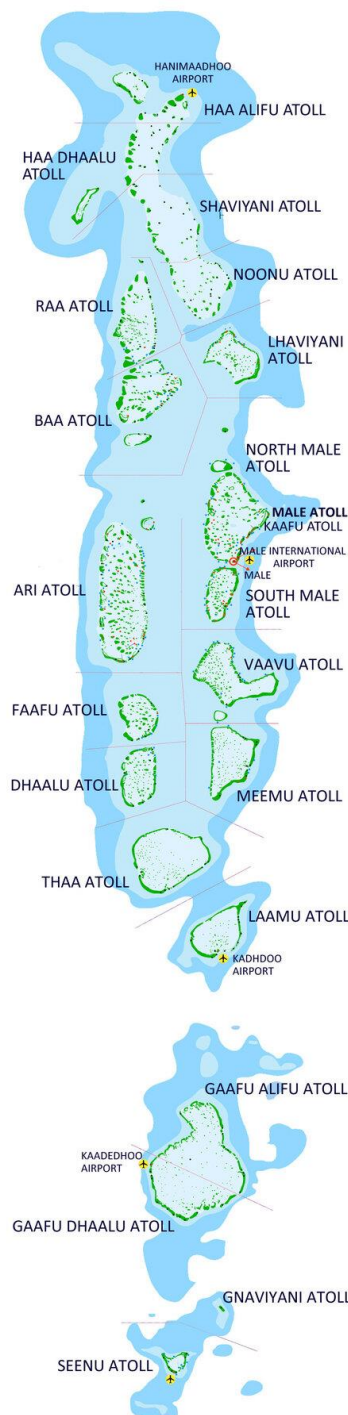 HANIMAADHOO
AIRPORT
HAA ALIFU ATOLL
HAA DHAALU
ATOLL
SHAVIYANI ATOLL
NOONU ATOLL
RAA ATOLL
LHAVIYANI
ATOLL
BAA ATOLL
NORTH MALE
ATOLL
MALE ATOLL
KAAFU ATOLL
MALE INTERNATIONAL
AIRPORT
MALE
ARI ATOLL
SOUTH MALE
ATOLL
VAAVU ATOLL
FAAFU ATOLL
DHAALU ATOLL
MEEMU ATOLL
THAA ATOLL
LAAMU ATOLL
KADHDOO
AIRPORT
GAAFU ALIFU ATOLL
KAADEDHOO
AIRPORT
GAAFU DHAALU ATOLL
GNAVIYANI ATOLL
SEENU ATOLL